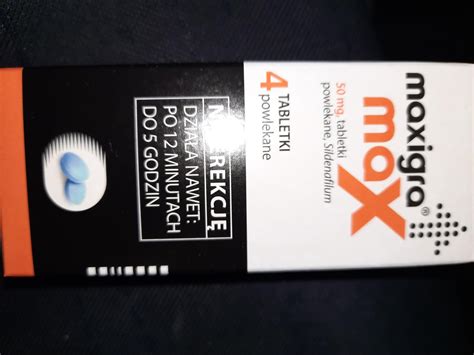 maxigra®
max
50 mg, tabletki
powlekane, Sildenafilum
4 TABLETKI
powlekane
NA EREKCJĘ
DZIAŁA NAWET:
PO 12 MINUTACH
DO 5 GODZIN